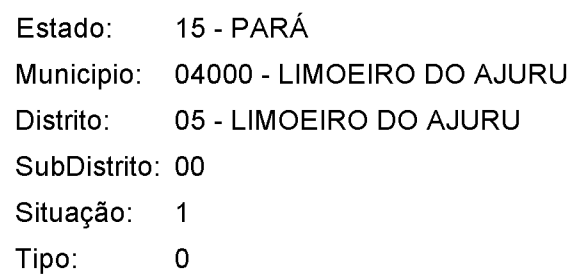 Estado: 15 - PARÁ
Municipio: 04000 - LIMOEIRO DO AJURU
Distrito: 05 - LIMOEIRO DO AJURU
SubDistrito: 00
Situação: 1
Tipo: 0